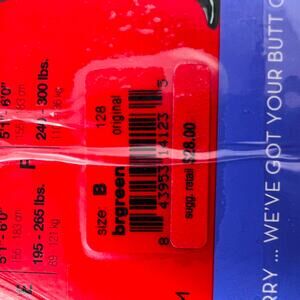 size: B
128
brgreen
original
8 43953 14123 5
sugg. retail $28.00
5'1" - 6'0"
195 - 265 lbs.
5'1" - 6'0"
240 - 300 lbs.
RRY ... WE'VE GOT YOUR BUTT